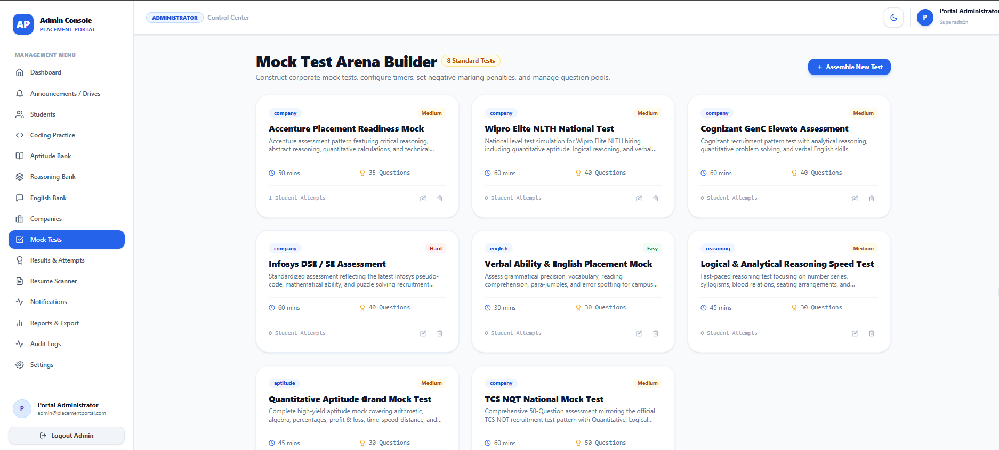 AP
Admin Console
PLACEMENT PORTAL
MANAGEMENT MENU
Dashboard
Announcements / Drives
Students
Coding Practice
Aptitude Bank
Reasoning Bank
English Bank
Companies
Mock Tests
Results & Attempts
Resume Scanner
Notifications
Reports & Export
Audit Logs
Settings
P
Portal Administrator
admin@placementportal.com
Logout Admin
ADMINISTRATOR Control Center
P
Portal Administrator
Superadmin
Mock Test Arena Builder 8 Standard Tests
Construct corporate mock tests, configure timers, set negative marking penalties, and manage question pools.
+ Assemble New Test
company Medium
Accenture Placement Readiness Mock
Accenture assessment pattern featuring critical reasoning,
abstract reasoning, quantitative calculations, and technical...
50 mins 35 Questions
1 Student Attempts
company Medium
Wipro Elite NLTH National Test
National level test simulation for Wipro Elite NLTH hiring
including quantitative aptitude, logical reasoning, and verbal...
60 mins 40 Questions
0 Student Attempts
company Medium
Cognizant GenC Elevate Assessment
Cognizant recruitment pattern test with analytical reasoning,
quantitative problem solving, and verbal English skills.
60 mins 40 Questions
0 Student Attempts
company Hard
Infosys DSE / SE Assessment
Standardized assessment reflecting the latest Infosys pseudo-
code, mathematical ability, and puzzle solving recruitment...
60 mins 40 Questions
0 Student Attempts
english Easy
Verbal Ability & English Placement Mock
Assess grammatical precision, vocabulary, reading
comprehension, para-jumbles, and error spotting for campus...
30 mins 30 Questions
0 Student Attempts
reasoning Medium
Logical & Analytical Reasoning Speed Test
Fast-paced reasoning test focusing on number series,
syllogisms, blood relations, seating arrangements, and...
45 mins 30 Questions
0 Student Attempts
aptitude Medium
Quantitative Aptitude Grand Mock Test
Complete high-yield aptitude mock covering arithmetic,
algebra, percentages, profit & loss, time-speed-distance, and...
45 mins 30 Questions
company Medium
TCS NQT National Mock Test
Comprehensive 50-Question assessment mirroring the official
TCS NQT recruitment test pattern with Quantitative, Logical...
60 mins 50 Questions